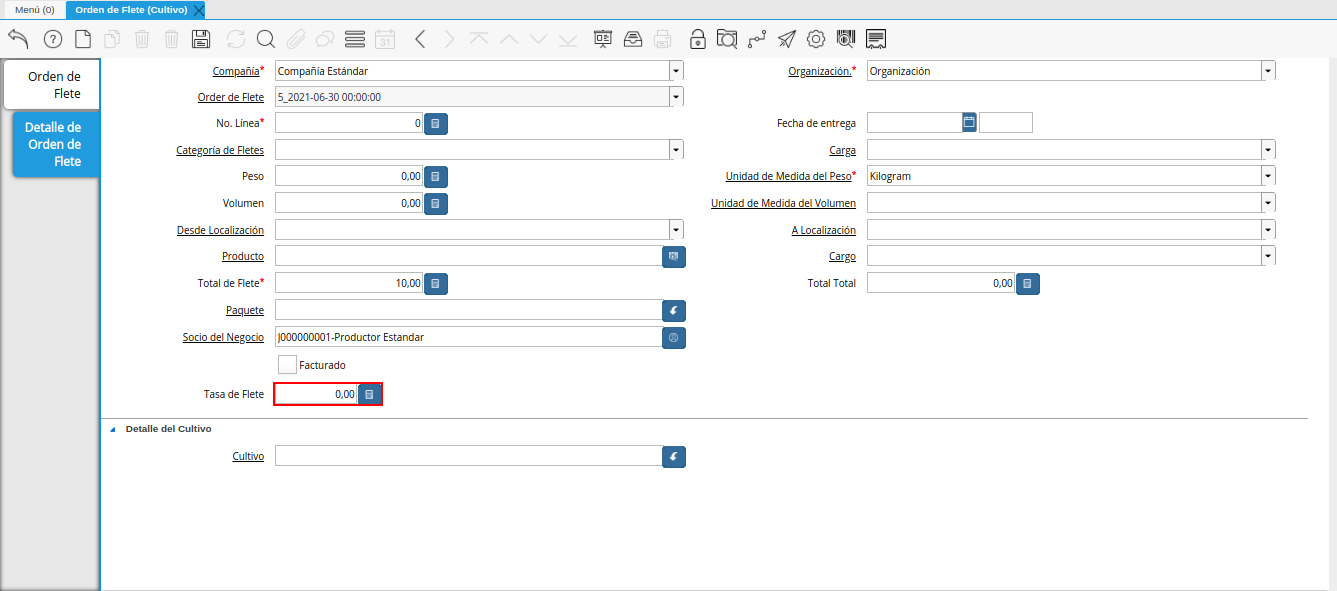 Menú (0)
Orden de Flete (Cultivo)
31
Orden de
Flete
Detalle de
Orden de
Flete
Compañía* Compañía Estándar Organización.* Organización
Order de Flete 5_2021-06-30 00:00:00
No. Línea* 0 Fecha de entrega
Categoría de Fletes Carga
Peso 0,00 Unidad de Medida del Peso* Kilogram
Volumen 0,00 Unidad de Medida del Volumen
Desde Localización A Localización
Producto Cargo
Total de Flete* 10,00 Total Total 0,00
Paquete
Socio del Negocio J000000001-Productor Estandar
Facturado
Tasa de Flete 0,00
Detalle del Cultivo
Cultivo